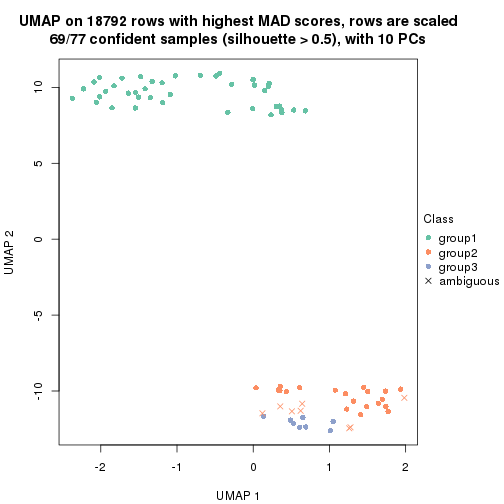 UMAP on 18792 rows with highest MAD scores, rows are scaled
69/77 confident samples (silhouette > 0.5), with 10 PCs
10
5
0
-5
-10
UMAP 2
-2
-1
0
1
2
UMAP 1
Class
group1
group2
group3
ambiguous